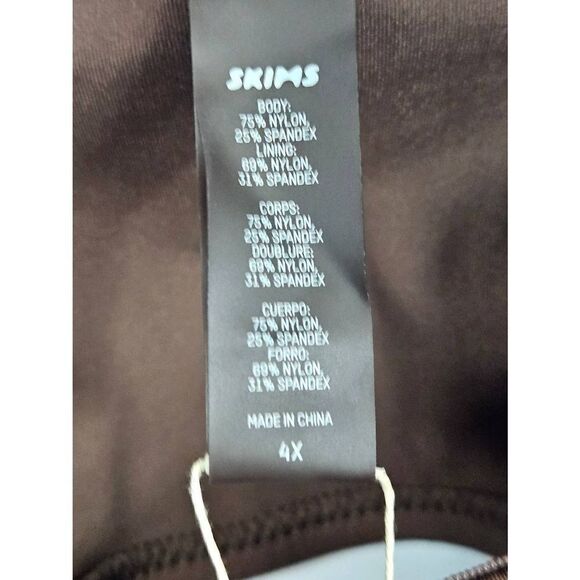 SKIMS
BODY:
75% NYLON,
25% SPANDEX
LINING:
69% NYLON,
31% SPANDEX
CORPS:
75% NYLON,
25% SPANDEX
DOUBLURE:
69% NYLON,
31% SPANDEX
CUERPO:
75% NYLON,
25% SPANDEX
FORRO:
69% NYLON,
31% SPANDEX
MADE IN CHINA
4X